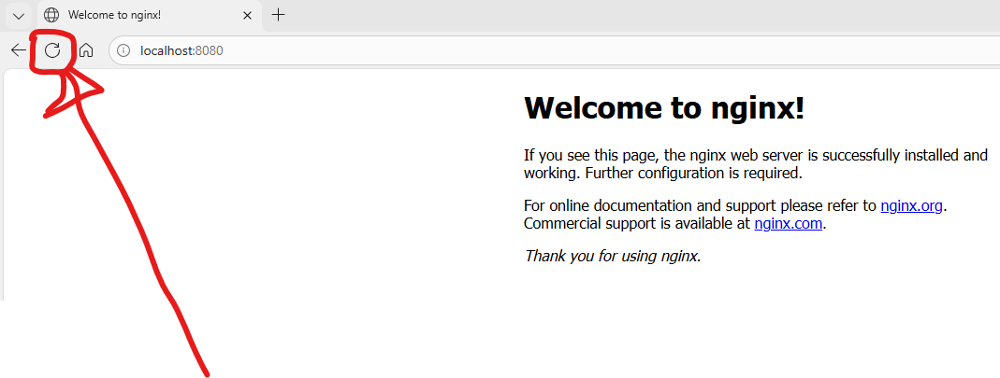 Welcome to nginx!
localhost:8080
Welcome to nginx!
If you see this page, the nginx web server is successfully installed and
working. Further configuration is required.
For online documentation and support please refer to nginx.org.
Commercial support is available at nginx.com.
Thank you for using nginx.